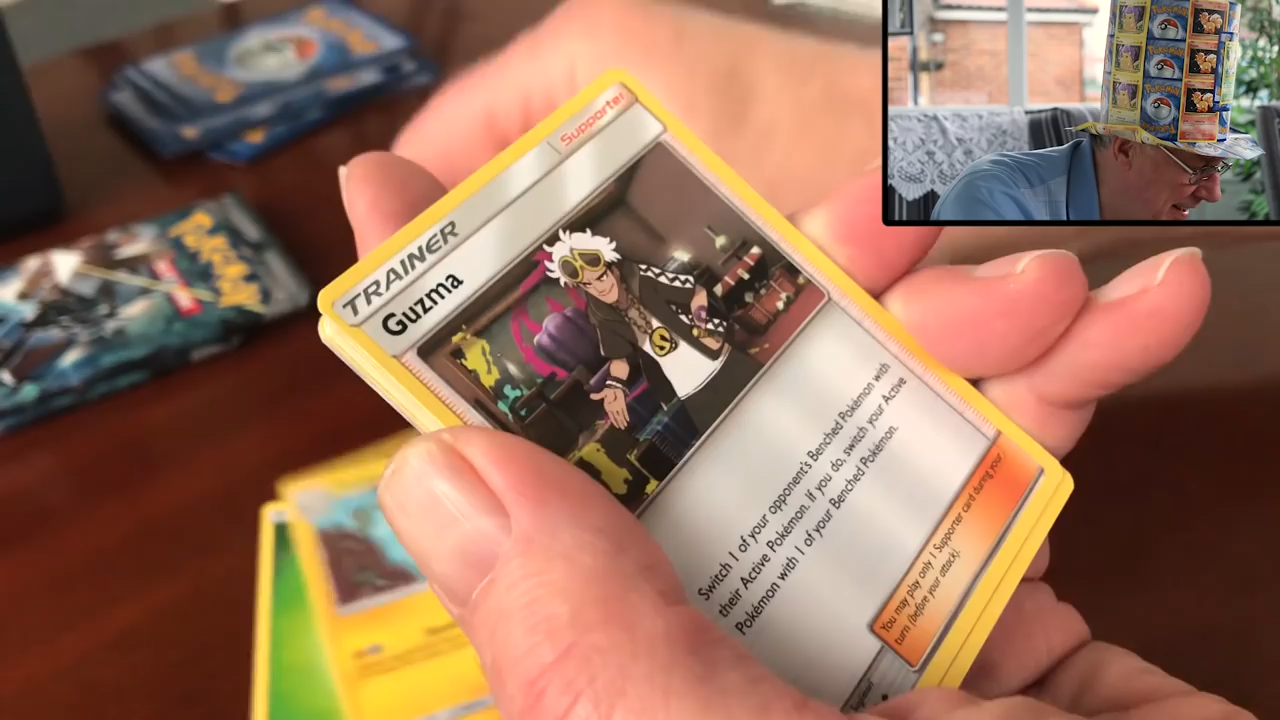 Supporter
TRAINER
Guzma
Switch 1 of your opponent's Benched Pokémon with
their Active Pokémon. If you do, switch your Active
Pokémon with 1 of your Benched Pokémon.
You may play only 1 Supporter card during your
turn (before your attack).
POKéMON